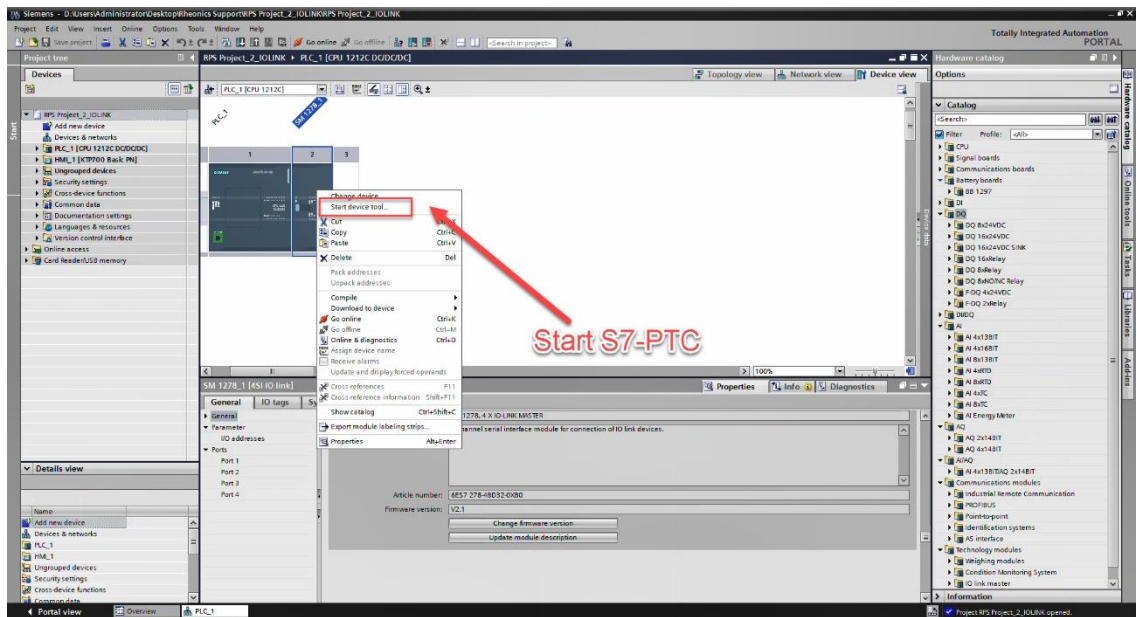 Siemens - D:\Users\Administrator\Desktop\Rheonics Support\RPS Project_2_IOLINK\RPS Project_2_IOLINK
Project Edit View Insert Online Options Tools Window Help
Totally Integrated Automation
PORTAL
Save project
Go online
Go offline
<Search in project>
Project tree
RPS Project_2_IOLINK PLC_1 [CPU 1212C DC/DC/DC]
Hardware catalog
Devices
Topology view
Network view
Device view
Options
PLC_1 [CPU 1212C]
RPS Project_2_IOLINK
Add new device
Devices & networks
PLC_1 [CPU 1212C DC/DC/DC]
HMI_1 [KTP700 Basic PN]
Ungrouped devices
Security settings
Cross-device functions
Common data
Documentation settings
Languages & resources
Version control interface
Online access
Card Reader/USB memory
Start
PLC_1
SM 1278_1
1 2 3
SIEMENS
Change device
Start device tool...
Cut Ctrl+X
Copy Ctrl+C
Paste Ctrl+V
Delete Del
Pack addresses
Unpack addresses
Compile
Download to device
Go online Ctrl+K
Go offline Ctrl+M
Online & diagnostics Ctrl+D
Assign device name
Receive alarms
Update and display forced operands
Cross-references F11
Cross-reference information Shift+F11
Show catalog Ctrl+Shift+C
Export module labeling strips...
Properties Alt+Enter
Start S7-PTC
Device data
100%
SM 1278_1 [4SI IO link]
Properties
Info
Diagnostics
General
IO tags
General
Parameter
I/O addresses
Ports
Port 1
Port 2
Port 3
Port 4
1278, 4 X IO-LINK MASTER
channel serial interface module for connection of IO link devices.
Article number: 6ES7 278-4BD32-0XB0
Firmware version: V2.1
Change firmware version
Update module description
Details view
Name
Add new device
Devices & networks
PLC_1
HMI_1
Ungrouped devices
Security settings
Cross-device functions
Common data
Catalog
<Search>
Filter Profile: <All>
CPU
Signal boards
Communications boards
Battery boards
BB 1297
DI
DQ
DQ 8x24VDC
DQ 16x24VDC
DQ 16x24VDC SINK
DQ 16xRelay
DQ 8xRelay
DQ 8xNO/NC Relay
F-DQ 4x24VDC
F-DQ 2xRelay
DI/DQ
AI
AI 4x13BIT
AI 4x16BIT
AI 8x13BIT
AI 4xRTD
AI 8xRTD
AI 4xTC
AI 8xTC
AI Energy Meter
AQ
AQ 2x14BIT
AQ 4x14BIT
AI/AQ
AI 4x13BIT/AQ 2x14BIT
Communications modules
Industrial Remote Communication
PROFIBUS
Point-to-point
Identification systems
AS interface
Technology modules
Weighing modules
Condition Monitoring System
IO link master
Information
Hardware catalog
Online tools
Tasks
Libraries
Add-ins
Portal view
Overview
PLC_1
Project RPS Project_2_IOLINK opened.